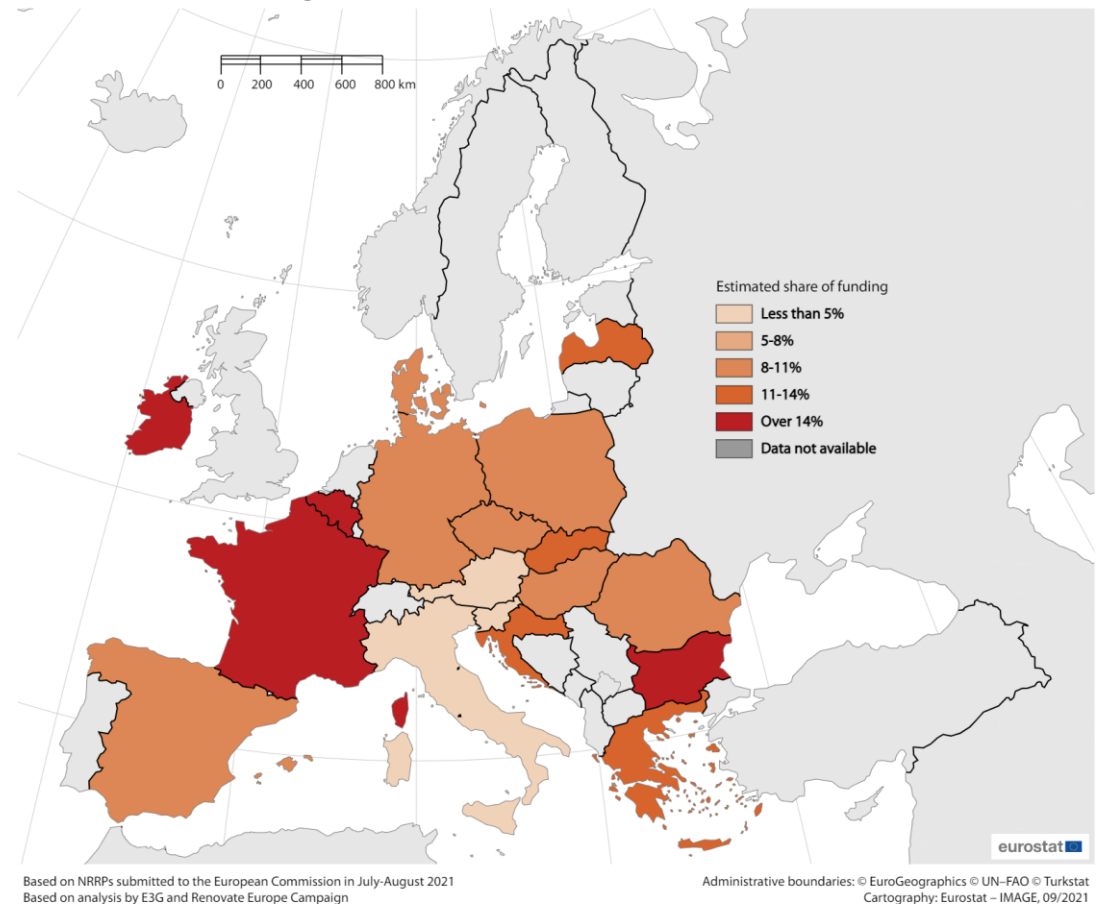 0 200 400 600 800 km
Estimated share of funding
Less than 5%
5-8%
8-11%
11-14%
Over 14%
Data not available
eurostat
Based on NRRPs submitted to the European Commission in July-August 2021
Based on analysis by E3G and Renovate Europe Campaign
Administrative boundaries: © EuroGeographics © UN–FAO © Turkstat
Cartography: Eurostat – IMAGE, 09/2021